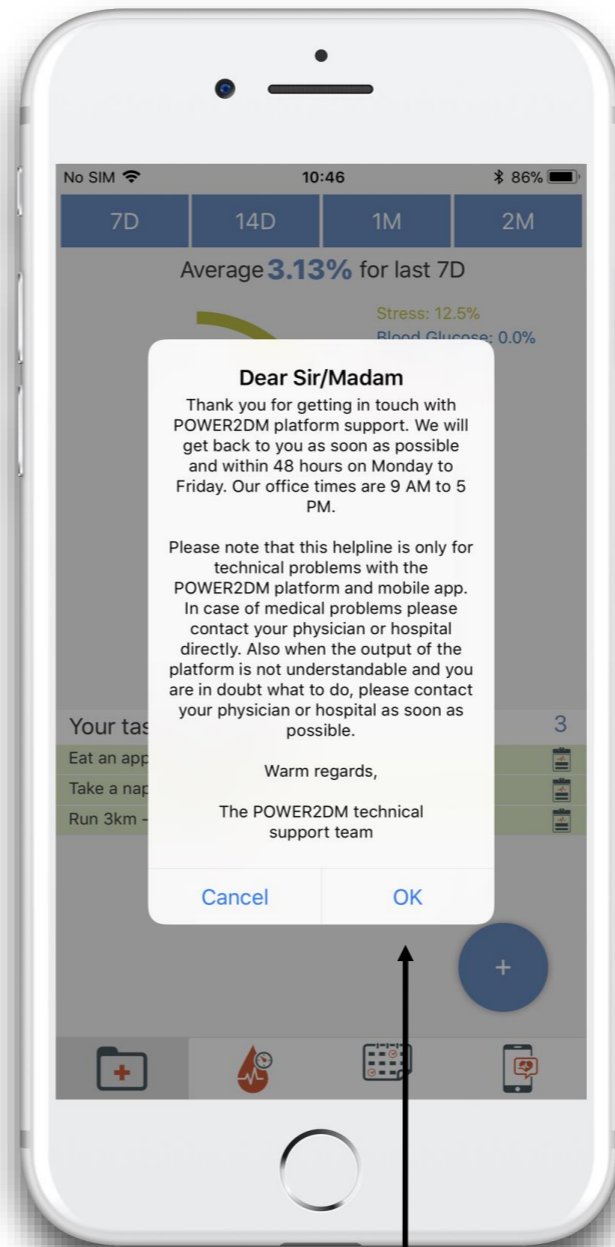 No SIM 10:46 86%
7D 14D 1M 2M
Average 3.13% for last 7D
Stress: 12.5%
Blood Glucose: 0.0%
Dear Sir/Madam
Thank you for getting in touch with
POWER2DM platform support. We will
get back to you as soon as possible
and within 48 hours on Monday to
Friday. Our office times are 9 AM to 5
PM.
Please note that this helpline is only for
technical problems with the
POWER2DM platform and mobile app.
In case of medical problems please
contact your physician or hospital
directly. Also when the output of the
platform is not understandable and you
are in doubt what to do, please contact
your physician or hospital as soon as
possible.
Warm regards,
The POWER2DM technical
support team
Cancel OK
Your tas 3
Eat an app
Take a nap
Run 3km -
+